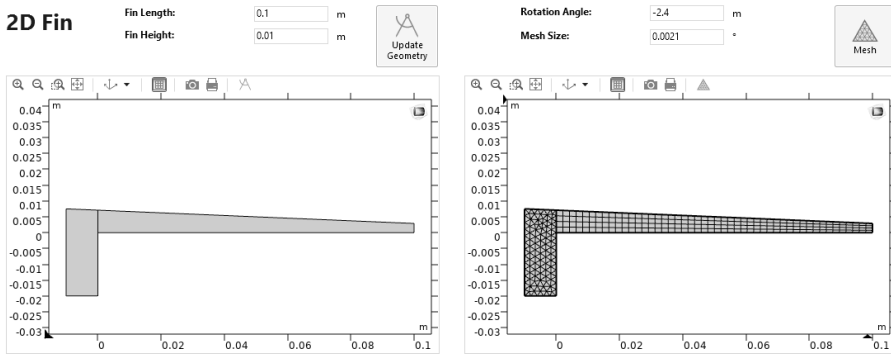 2D Fin
Fin Length: 0.1 m
Fin Height: 0.01 m
Update
Geometry
Rotation Angle: -2.4 m
Mesh Size: 0.0021 °
Mesh
m
0.04
0.035
0.03
0.025
0.02
0.015
0.01
0.005
0
-0.005
-0.01
-0.015
-0.02
-0.025
-0.03
m
0 0.02 0.04 0.06 0.08 0.1
m
0.04
0.035
0.03
0.025
0.02
0.015
0.01
0.005
0
-0.005
-0.01
-0.015
-0.02
-0.025
-0.03
m
0 0.02 0.04 0.06 0.08 0.1